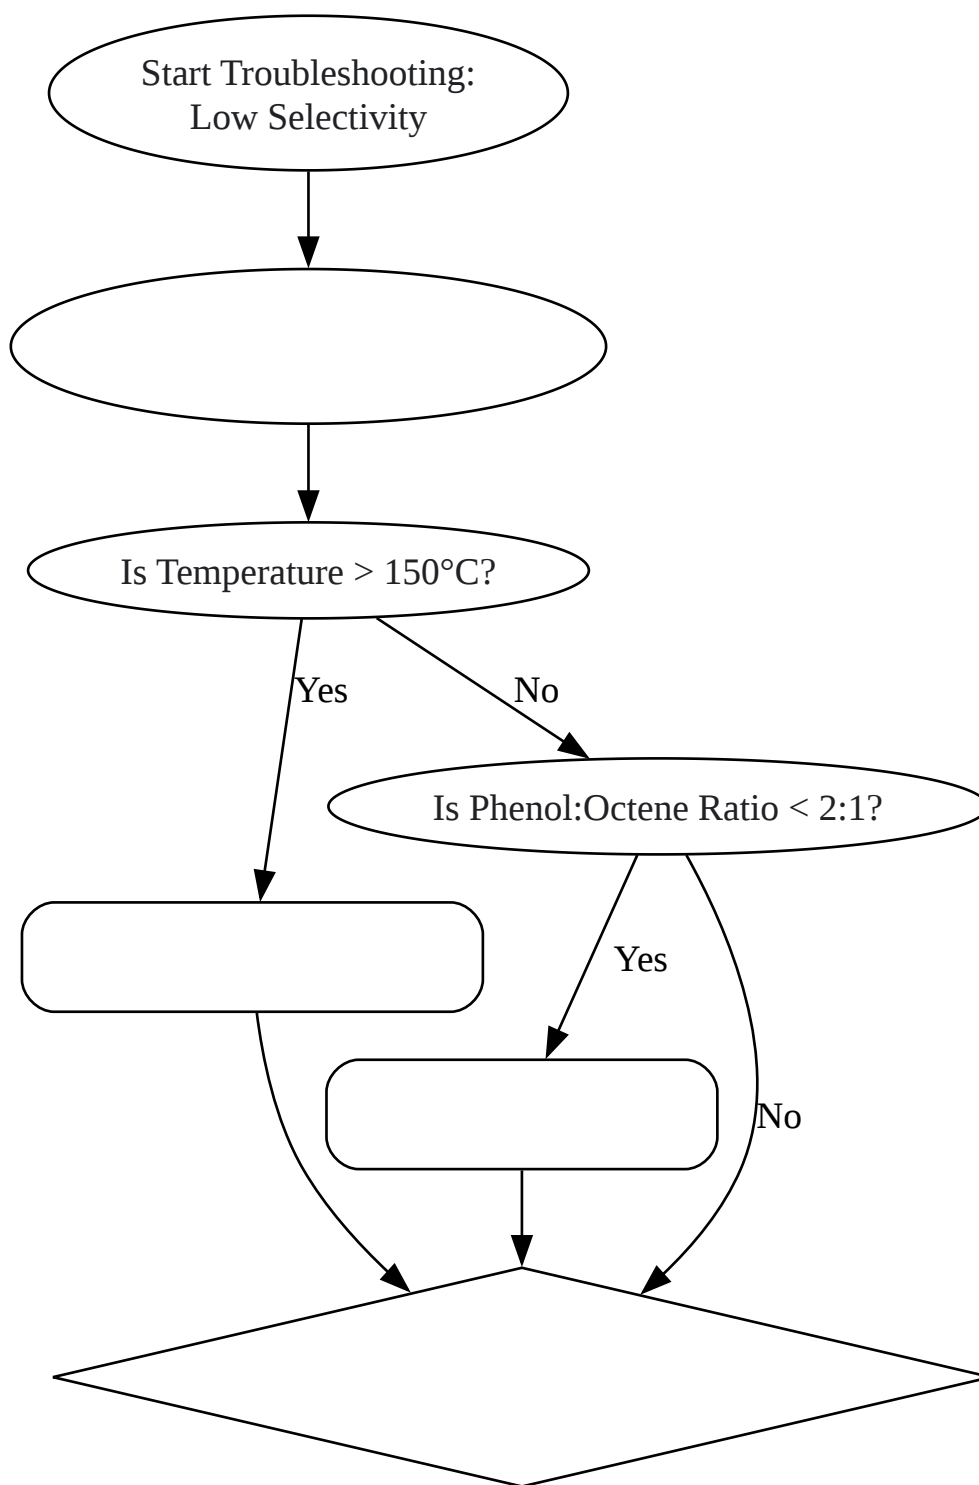 Start Troubleshooting:
Low Selectivity
Is Temperature > 150°C?
Yes
No
Is Phenol:Octene Ratio < 2:1?
Yes
No